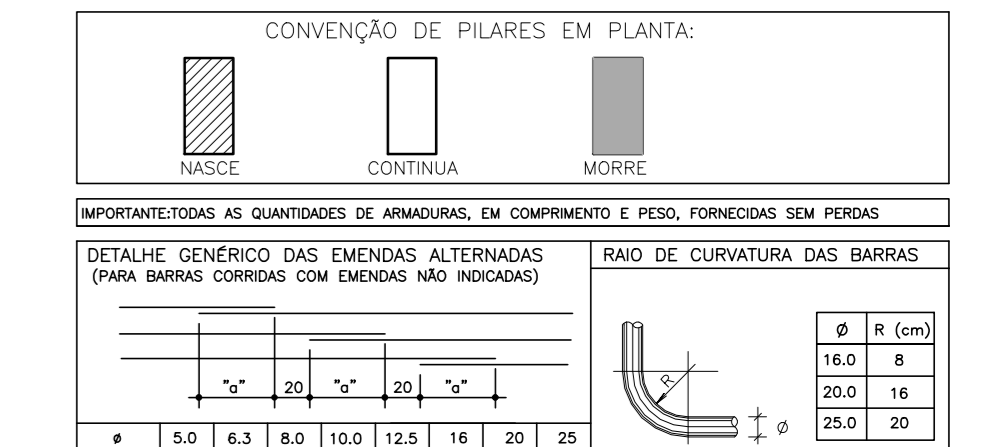 CONVENÇÃO DE PILARES EM PLANTA:
NASCE CONTINUA MORRE
IMPORTANTE:TODAS AS QUANTIDADES DE ARMADURAS, EM COMPRIMENTO E PESO, FORNECIDAS SEM PERDAS
DETALHE GENÉRICO DAS EMENDAS ALTERNADAS
(PARA BARRAS CORRIDAS COM EMENDAS NÃO INDICADAS)
"a" 20 "a" 20 "a"
ø 5.0 6.3 8.0 10.0 12.5 16 20 25
RAIO DE CURVATURA DAS BARRAS
R
Ø
Ø R (cm)
16.0 8
20.0 16
25.0 20